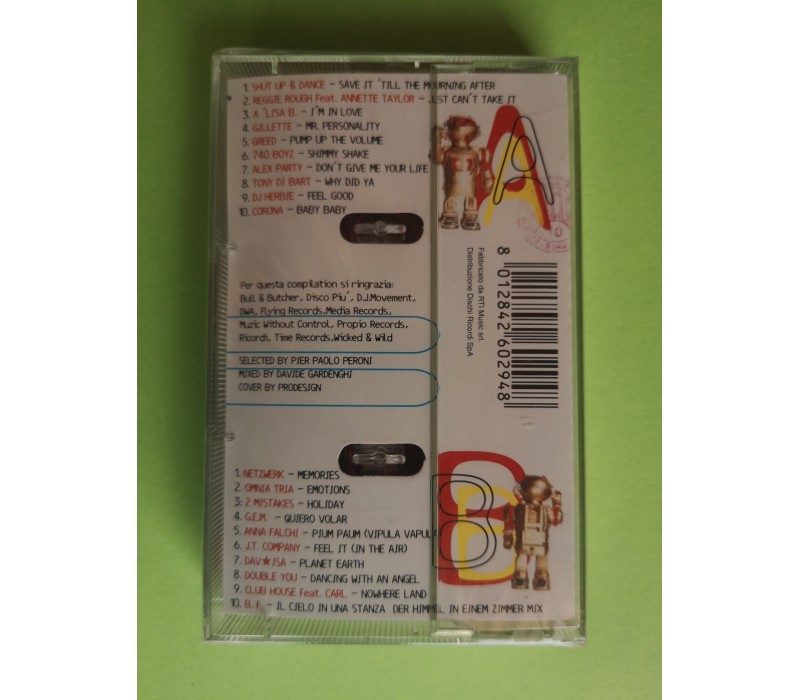 1. SHUT UP & DANCE - SAVE IT 'TILL THE MOURNING AFTER
2. REGGIE ROUGH Feat. ANNETTE TAYLOR - JUST CAN'T TAKE IT
3. A 'LISA B. - I'M IN LOVE
4. GILLETTE - MR. PERSONALITY
5. GREED - PUMP UP THE VOLUME
6. 740 BOYZ - SHIMMY SHAKE
7. ALEX PARTY - DON'T GIVE ME YOUR LIFE
8. TONY DI BART - WHY DID YA
9. DJ HERBIE - FEEL GOOD
10. CORONA - BABY BABY
A
Per questa compilation si ringrazia:
Bull & Butcher, Disco Piu', D.J.Movement,
DWA, Flying Records,Media Records,
Muzic Without Control, Propio Records,
Ricordi, Time Records,Wicked & Wild
SELECTED BY PIER PAOLO PERONI
MIXED BY DAVIDE GARDENGHI
COVER BY PRODESIGN
Fabbricato da RTI Music srl.
Distribuzione Dischi Ricordi SpA
8 012842 602948
1. NETZWERK - MEMORIES
2. OMNIA TRIA - EMOTIONS
3. 2 MISTAKES - HOLIDAY
4. G.E.M. - QUIERO VOLAR
5. ANNA FALCHI - PIUM PAUM (VIPULA VAPULA
6. J.T. COMPANY - FEEL IT (IN THE AIR)
7. DAV★ISA - PLANET EARTH
8. DOUBLE YOU - DANCING WITH AN ANGEL
9. CLUB HOUSE Feat. CARL - NOWHERE LAND
10. B. F. - IL CIELO IN UNA STANZA DER HIMMEL IN EINEM ZIMMER MIX
B